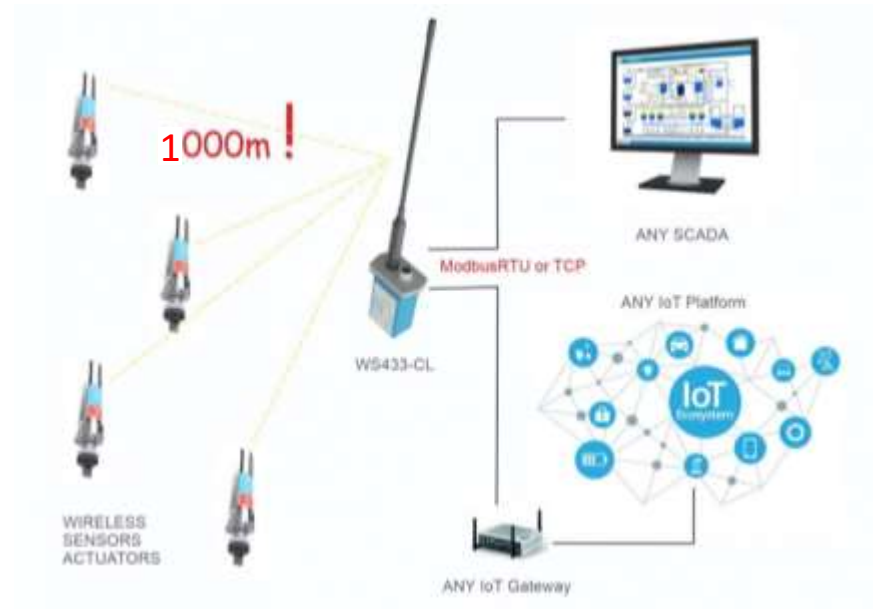 1000m !
ANY SCADA
ModbusRTU or TCP
ANY IoT Platform
WS433-CL
IoT
Ecosystem
WIRELESS
SENSORS
ACTUATORS
ANY IoT Gateway